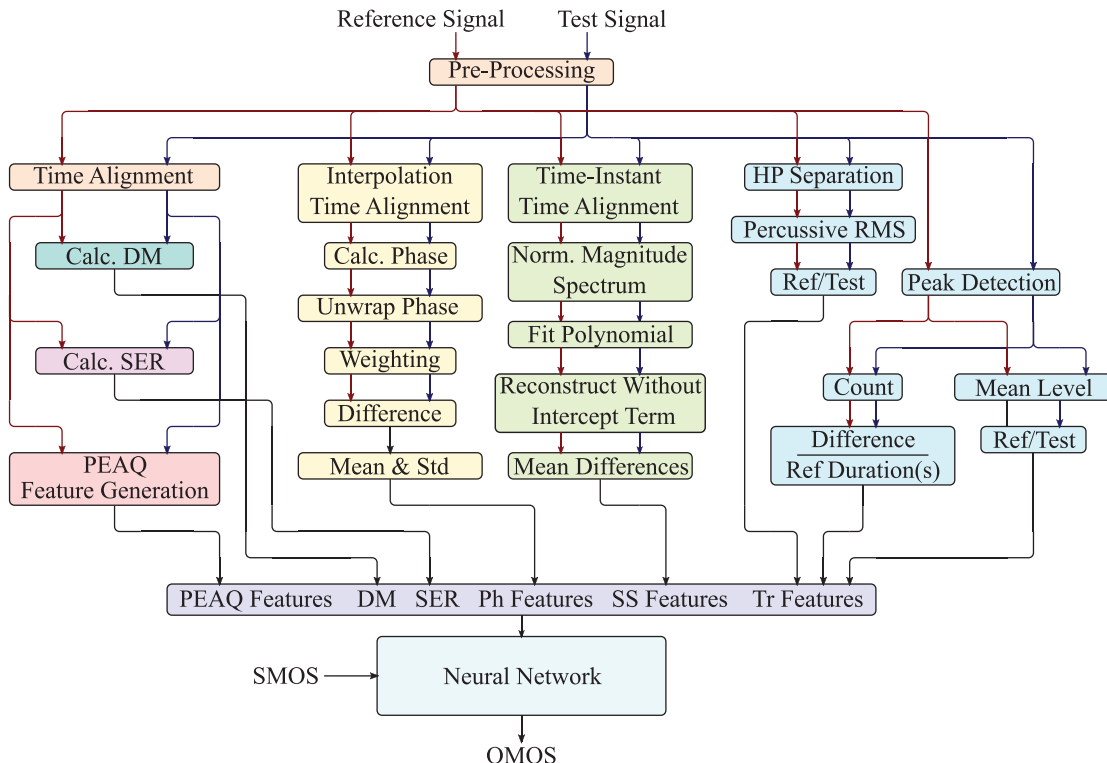 Reference Signal
Test Signal
Pre-Processing
Time Alignment
Interpolation
Time Alignment
Time-Instant
Time Alignment
HP Separation
Percussive RMS
Calc. DM
Calc. Phase
Norm. Magnitude
Spectrum
Ref/Test
Peak Detection
Unwrap Phase
Fit Polynomial
Calc. SER
Weighting
Reconstruct Without
Intercept Term
Count
Mean Level
Difference
Difference
Ref Duration(s)
Ref/Test
PEAQ
Feature Generation
Mean & Std
Mean Differences
PEAQ Features DM SER Ph Features SS Features Tr Features
SMOS
Neural Network
OMOS